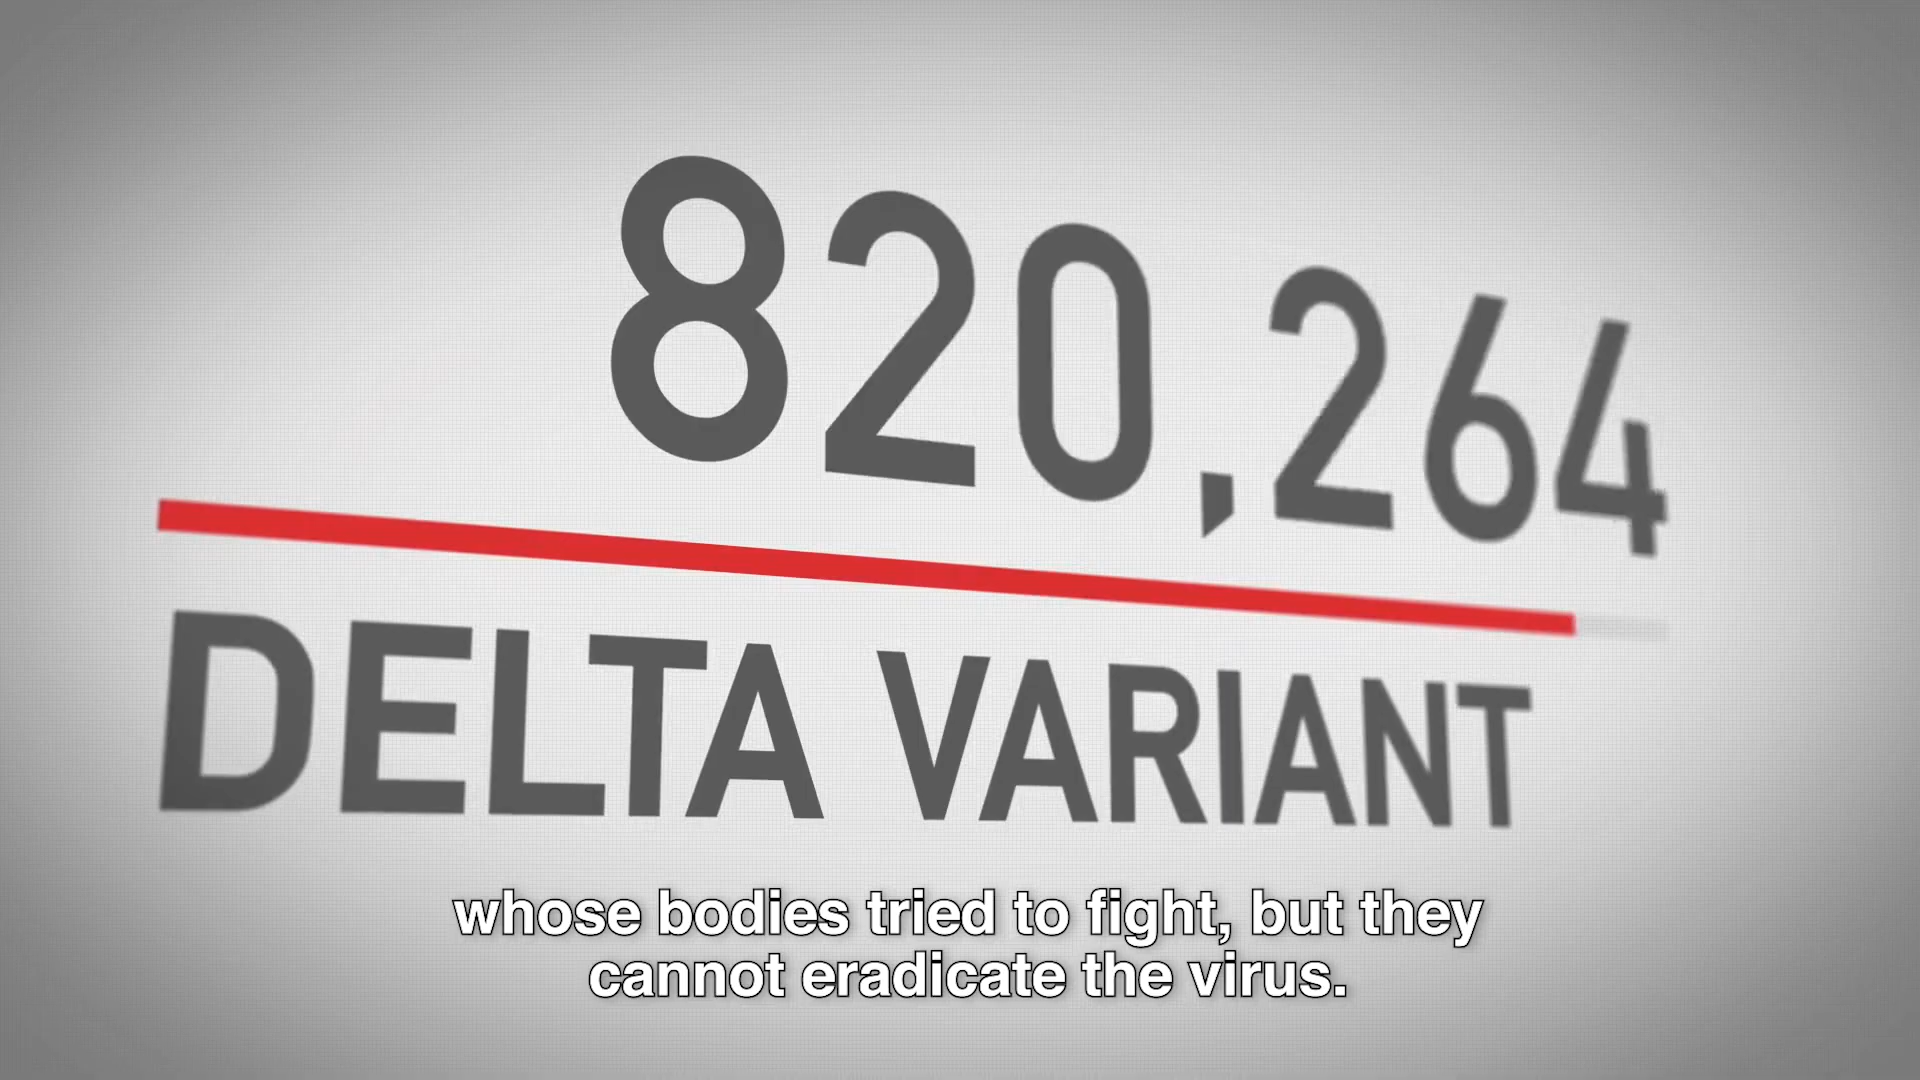 820,264
DELTA VARIANT
whose bodies tried to fight, but they
cannot eradicate the virus.